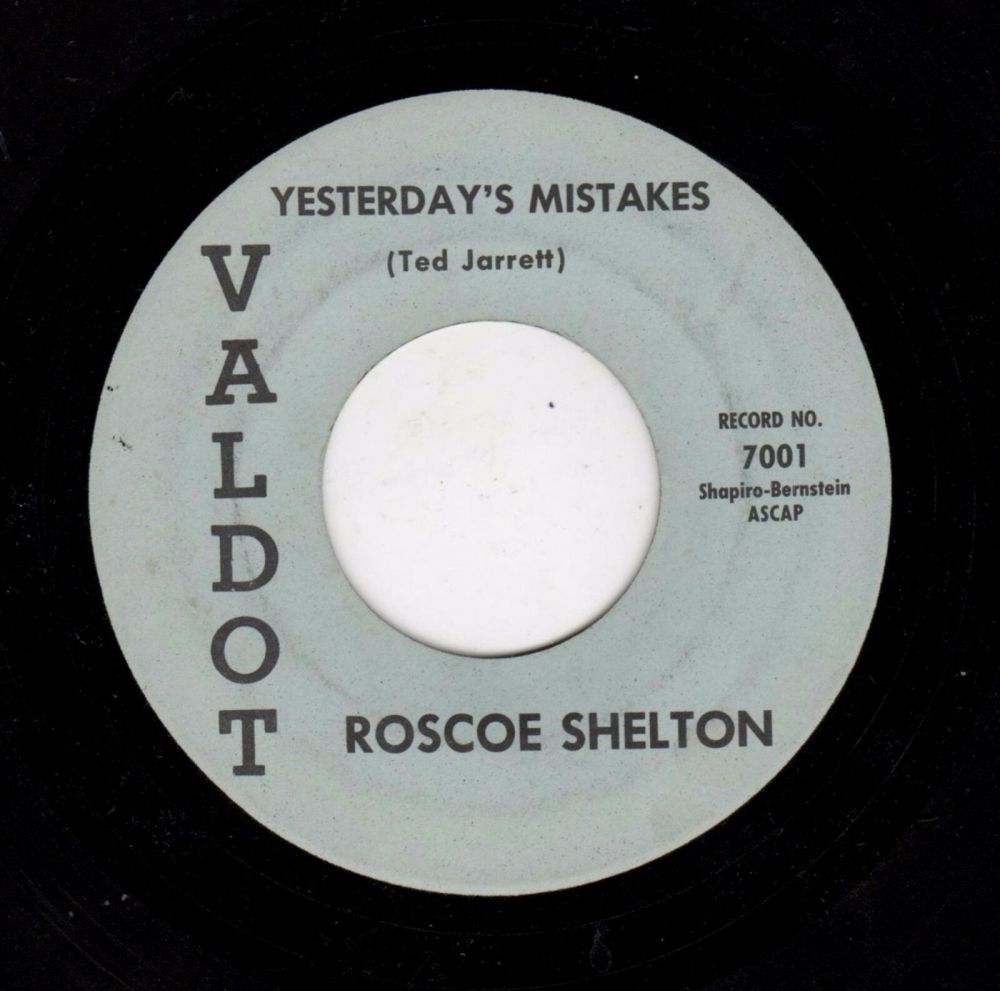 YESTERDAY'S MISTAKES
(Ted Jarrett)
VALDOT
RECORD NO.
7001
Shapiro-Bernstein
ASCAP
ROSCOE SHELTON